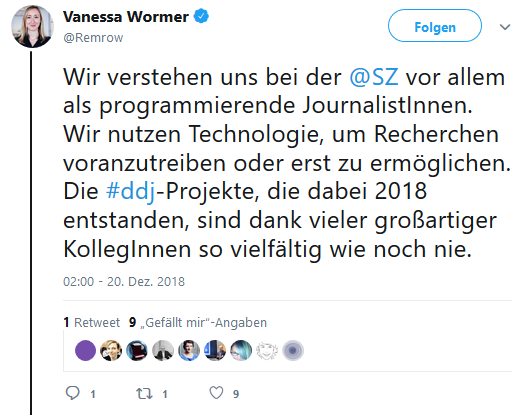 Vanessa Wormer
@Remrow
Folgen
Wir verstehen uns bei der @SZ vor allem
als programmierende JournalistInnen.
Wir nutzen Technologie, um Recherchen
voranzutreiben oder erst zu ermöglichen.
Die #ddj-Projekte, die dabei 2018
entstanden, sind dank vieler großartiger
KollegInnen so vielfältig wie noch nie.
02:00 - 20. Dez. 2018
1 Retweet 9 „Gefällt mir“-Angaben
1 1 9